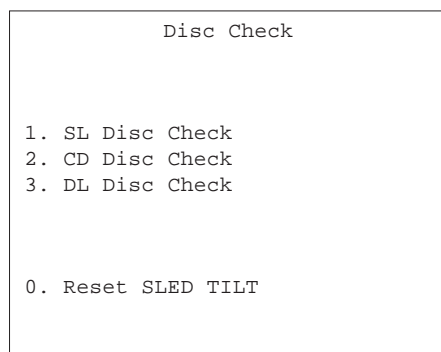 Disc Check
1. SL Disc Check
2. CD Disc Check
3. DL Disc Check
0. Reset SLED TILT